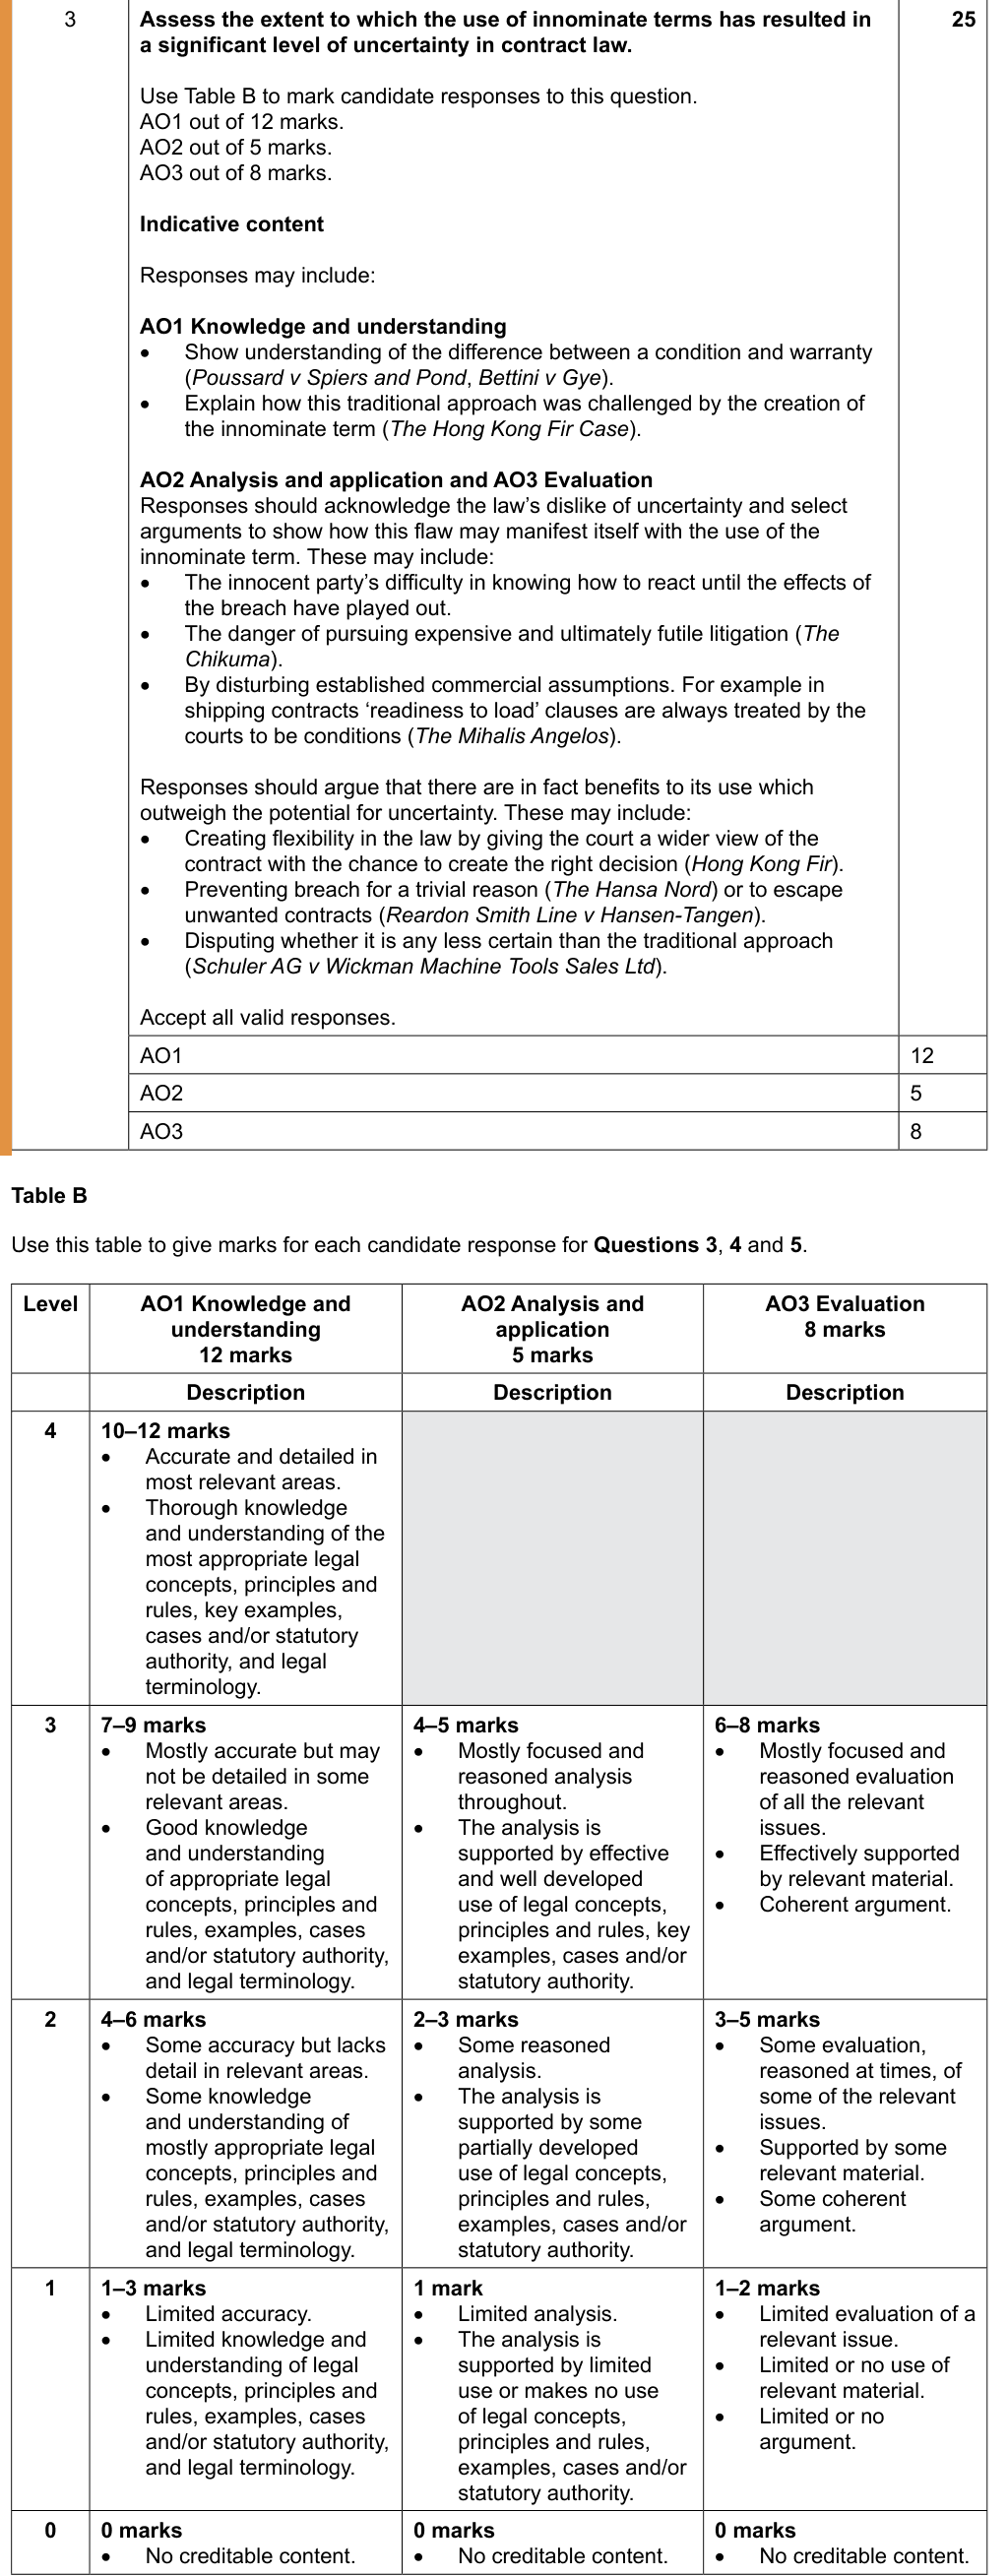 3 Assess the extent to which the use of innominate terms has resulted in 25
a significant level of uncertainty in contract law.
Use Table B to mark candidate responses to this question.
AO1 out of 12 marks.
AO2 out of 5 marks.
AO3 out of 8 marks.
Indicative content
Responses may include:
AO1 Knowledge and understanding
• Show understanding of the difference between a condition and warranty
(Poussard v Spiers and Pond, Bettini v Gye).
• Explain how this traditional approach was challenged by the creation of
the innominate term (The Hong Kong Fir Case).
AO2 Analysis and application and AO3 Evaluation
Responses should acknowledge the law’s dislike of uncertainty and select
arguments to show how this flaw may manifest itself with the use of the
innominate term. These may include:
• The innocent party’s difficulty in knowing how to react until the effects of
the breach have played out.
• The danger of pursuing expensive and ultimately futile litigation (The
Chikuma).
• By disturbing established commercial assumptions. For example in
shipping contracts ‘readiness to load’ clauses are always treated by the
courts to be conditions (The Mihalis Angelos).
Responses should argue that there are in fact benefits to its use which
outweigh the potential for uncertainty. These may include:
• Creating flexibility in the law by giving the court a wider view of the
contract with the chance to create the right decision (Hong Kong Fir).
• Preventing breach for a trivial reason (The Hansa Nord) or to escape
unwanted contracts (Reardon Smith Line v Hansen-Tangen).
• Disputing whether it is any less certain than the traditional approach
(Schuler AG v Wickman Machine Tools Sales Ltd).
Accept all valid responses.
AO1 12
AO2 5
AO3 8
Table B
Use this table to give marks for each candidate response for Questions 3, 4 and 5.
Level
AO1 Knowledge and
understanding
12 marks
AO2 Analysis and
application
5 marks
AO3 Evaluation
8 marks
Description
Description
Description
4
10–12 marks
• Accurate and detailed in
most relevant areas.
• Thorough knowledge
and understanding of the
most appropriate legal
concepts, principles and
rules, key examples,
cases and/or statutory
authority, and legal
terminology.
3
7–9 marks
• Mostly accurate but may
not be detailed in some
relevant areas.
• Good knowledge
and understanding
of appropriate legal
concepts, principles and
rules, examples, cases
and/or statutory authority,
and legal terminology.
4–5 marks
• Mostly focused and
reasoned analysis
throughout.
• The analysis is
supported by effective
and well developed
use of legal concepts,
principles and rules, key
examples, cases and/or
statutory authority.
6–8 marks
• Mostly focused and
reasoned evaluation
of all the relevant
issues.
• Effectively supported
by relevant material.
• Coherent argument.
2
4–6 marks
• Some accuracy but lacks
detail in relevant areas.
• Some knowledge
and understanding of
mostly appropriate legal
concepts, principles and
rules, examples, cases
and/or statutory authority,
and legal terminology.
2–3 marks
• Some reasoned
analysis.
• The analysis is
supported by some
partially developed
use of legal concepts,
principles and rules,
examples, cases and/or
statutory authority.
3–5 marks
• Some evaluation,
reasoned at times, of
some of the relevant
issues.
• Supported by some
relevant material.
• Some coherent
argument.
1
1–3 marks
• Limited accuracy.
• Limited knowledge and
understanding of legal
concepts, principles and
rules, examples, cases
and/or statutory authority,
and legal terminology.
1 mark
• Limited analysis.
• The analysis is
supported by limited
use or makes no use
of legal concepts,
principles and rules,
examples, cases and/or
statutory authority.
1–2 marks
• Limited evaluation of a
relevant issue.
• Limited or no use of
relevant material.
• Limited or no
argument.
0
0 marks
• No creditable content.
0 marks
• No creditable content.
0 marks
• No creditable content.